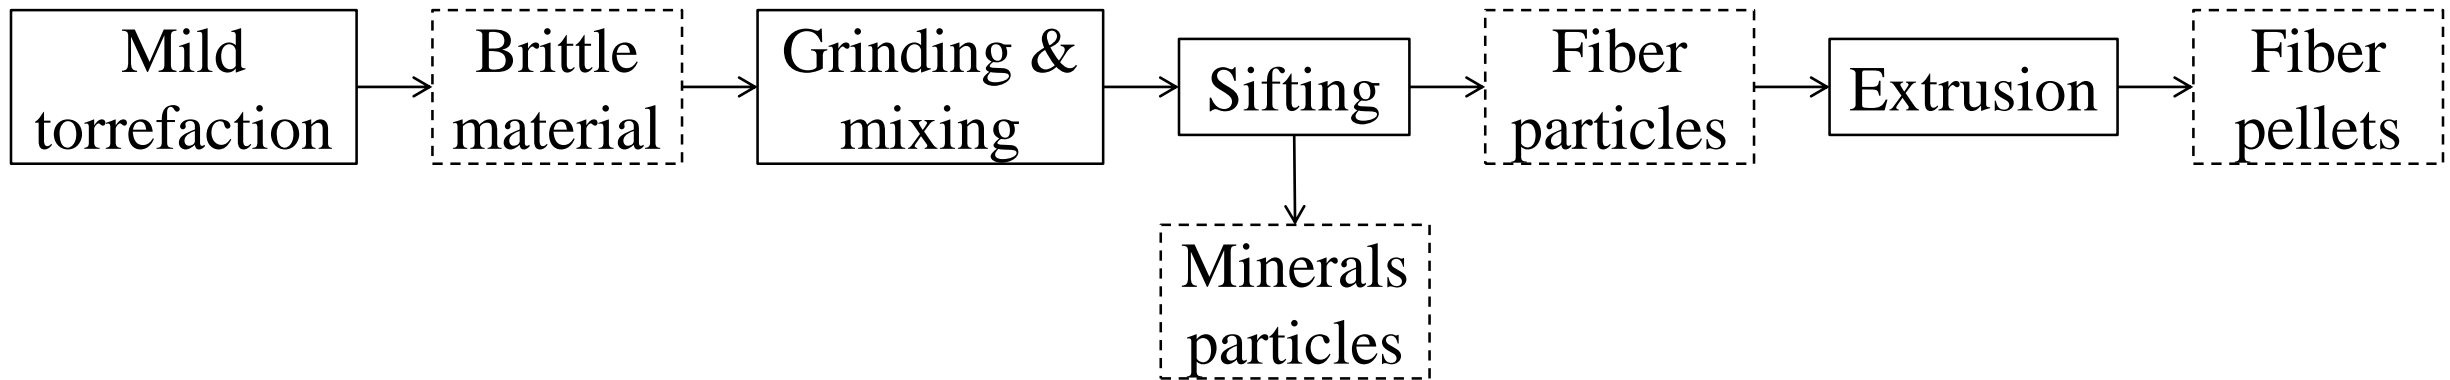 Mild
torrefaction
Brittle
material
Grinding &
mixing
Sifting
Fiber
particles
Extrusion
Fiber
pellets
Minerals
particles